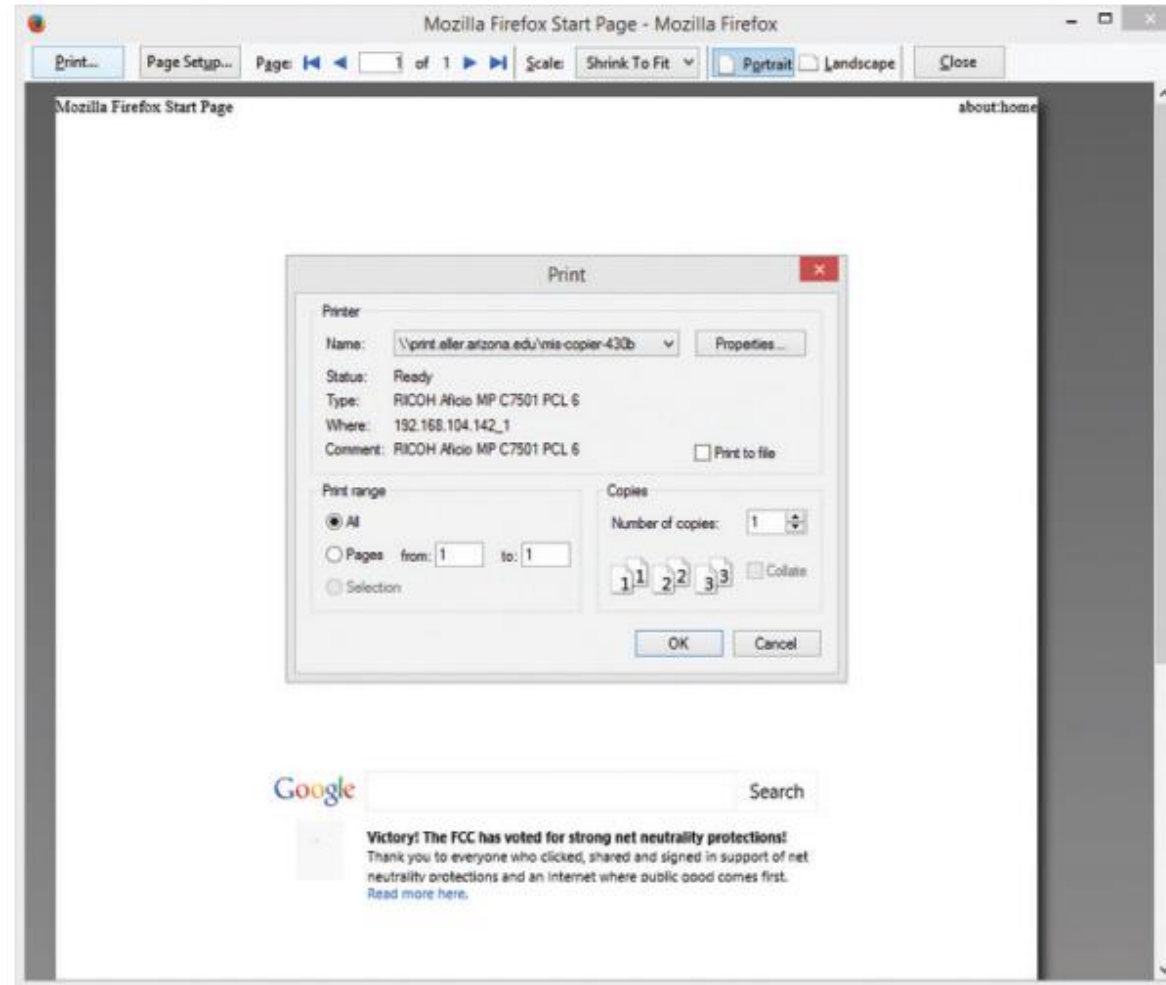 Mozilla Firefox Start Page - Mozilla Firefox
Print... Page Setup... Page: 1 of 1 Scale: Shrink To Fit Portrait Landscape Close
Mozilla Firefox Start Page about:home
Print
Printer
Name: \\print.eller.arizona.edu\mis-copier-430b Properties...
Status: Ready
Type: RICOH Aficio MP C7501 PCL 6
Where: 192.168.104.142_1
Comment: RICOH Aficio MP C7501 PCL 6 Print to file
Print range Copies
All Number of copies: 1
Pages from: 1 to: 1
1 1 2 2 3 3 Collate
Selection
OK Cancel
Google Search
Victory! The FCC has voted for strong net neutrality protections!
Thank you to everyone who clicked, shared and signed in support of net
neutrality protections and an Internet where public good comes first.
Read more here.